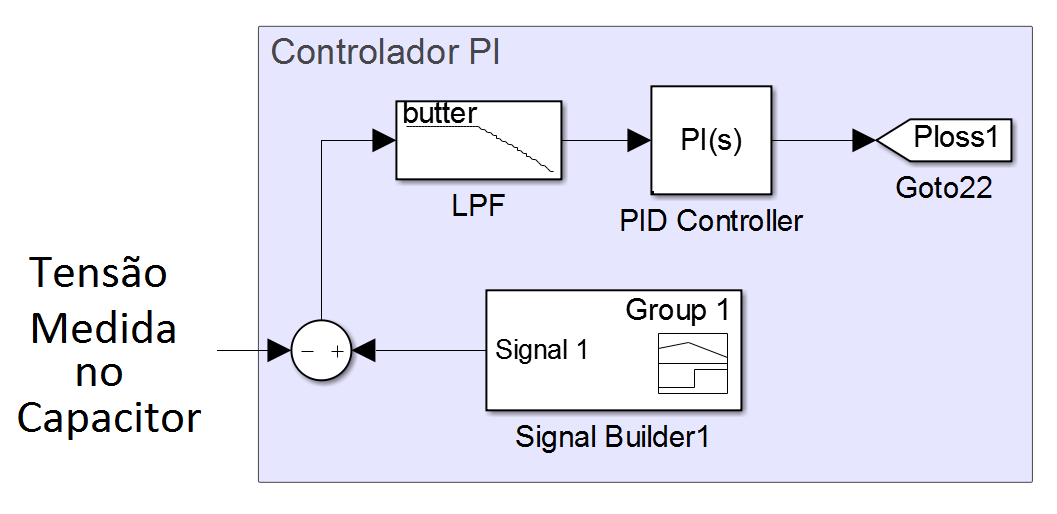 Controlador PI
butter
LPF
PI(s)
PID Controller
Ploss1
Goto22
Tensão
Medida
no
Capacitor
− +
Group 1
Signal 1
Signal Builder1